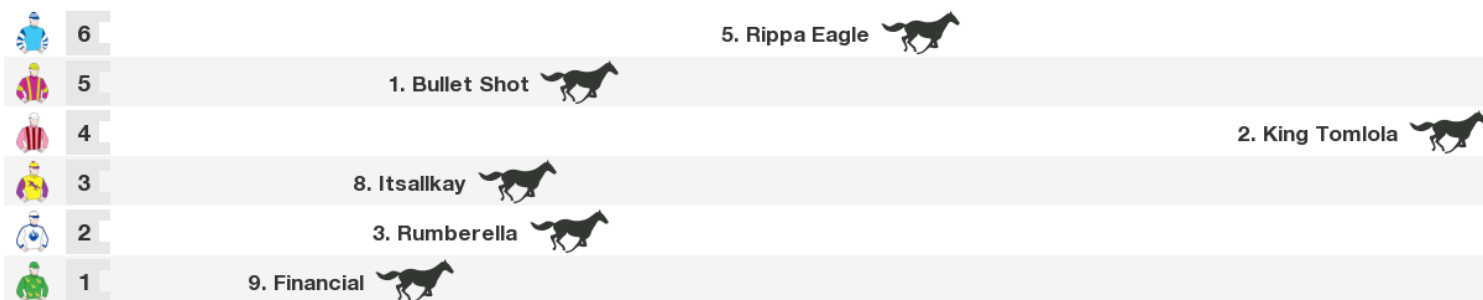 6 5. Rippa Eagle
5 1. Bullet Shot
4 2. King Tomlola
3 8. Itsallkay
2 3. Rumberella
1 9. Financial